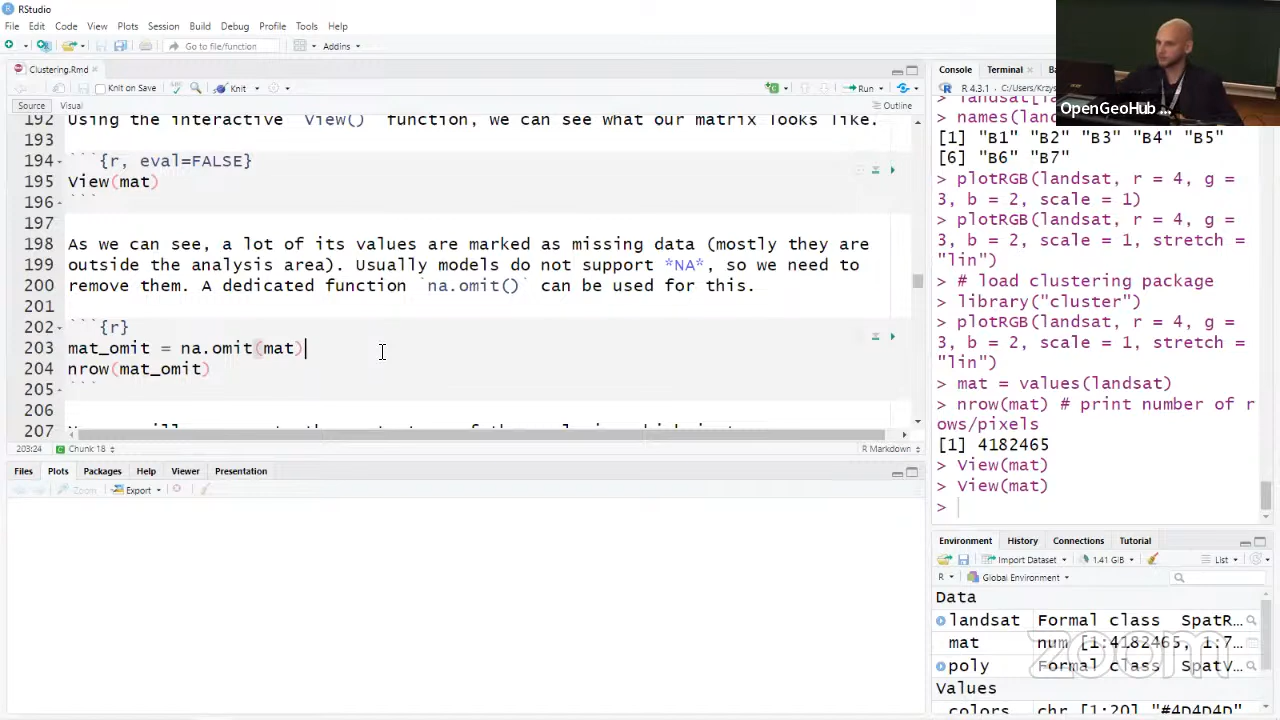 RStudio
File Edit Code View Plots Session Build Debug Profile Tools Help
Go to file/function Addins
Clustering.Rmd
Knit on Save Knit Run
Source Visual Outline
192 Using the interactive `View()` function, we can see what our matrix looks like.
193
194 ```{r, eval=FALSE}
195 View(mat)
196 ```
197
198 As we can see, a lot of its values are marked as missing data (mostly they are
199 outside the analysis area). Usually models do not support *NA*, so we need to
200 remove them. A dedicated function `na.omit()` can be used for this.
201
202 ```{r}
203 mat_omit = na.omit(mat)
204 nrow(mat_omit)
205 ```
206
207
203:24 Chunk 18 R Markdown
Files Plots Packages Help Viewer Presentation
Zoom Export
OpenGeoHub ...
Console Terminal
R 4.3.1 · C:/Users/Krzys
> names(lan
[1] "B1" "B2" "B3" "B4" "B5"
[6] "B6" "B7"
> plotRGB(landsat, r = 4, g =
3, b = 2, scale = 1)
> plotRGB(landsat, r = 4, g =
3, b = 2, scale = 1, stretch =
"lin")
> # load clustering package
> library("cluster")
> plotRGB(landsat, r = 4, g =
3, b = 2, scale = 1, stretch =
"lin")
> mat = values(landsat)
> nrow(mat) # print number of r
ows/pixels
[1] 4182465
> View(mat)
> View(mat)
>
Environment History Connections Tutorial
Import Dataset 1.41 GiB List
R Global Environment
Data
landsat Formal class SpatR…
mat num [1:4182465, 1:7…
poly Formal class SpatV…
Values
colors chr [1:20] "#4D4D4D"
zoom